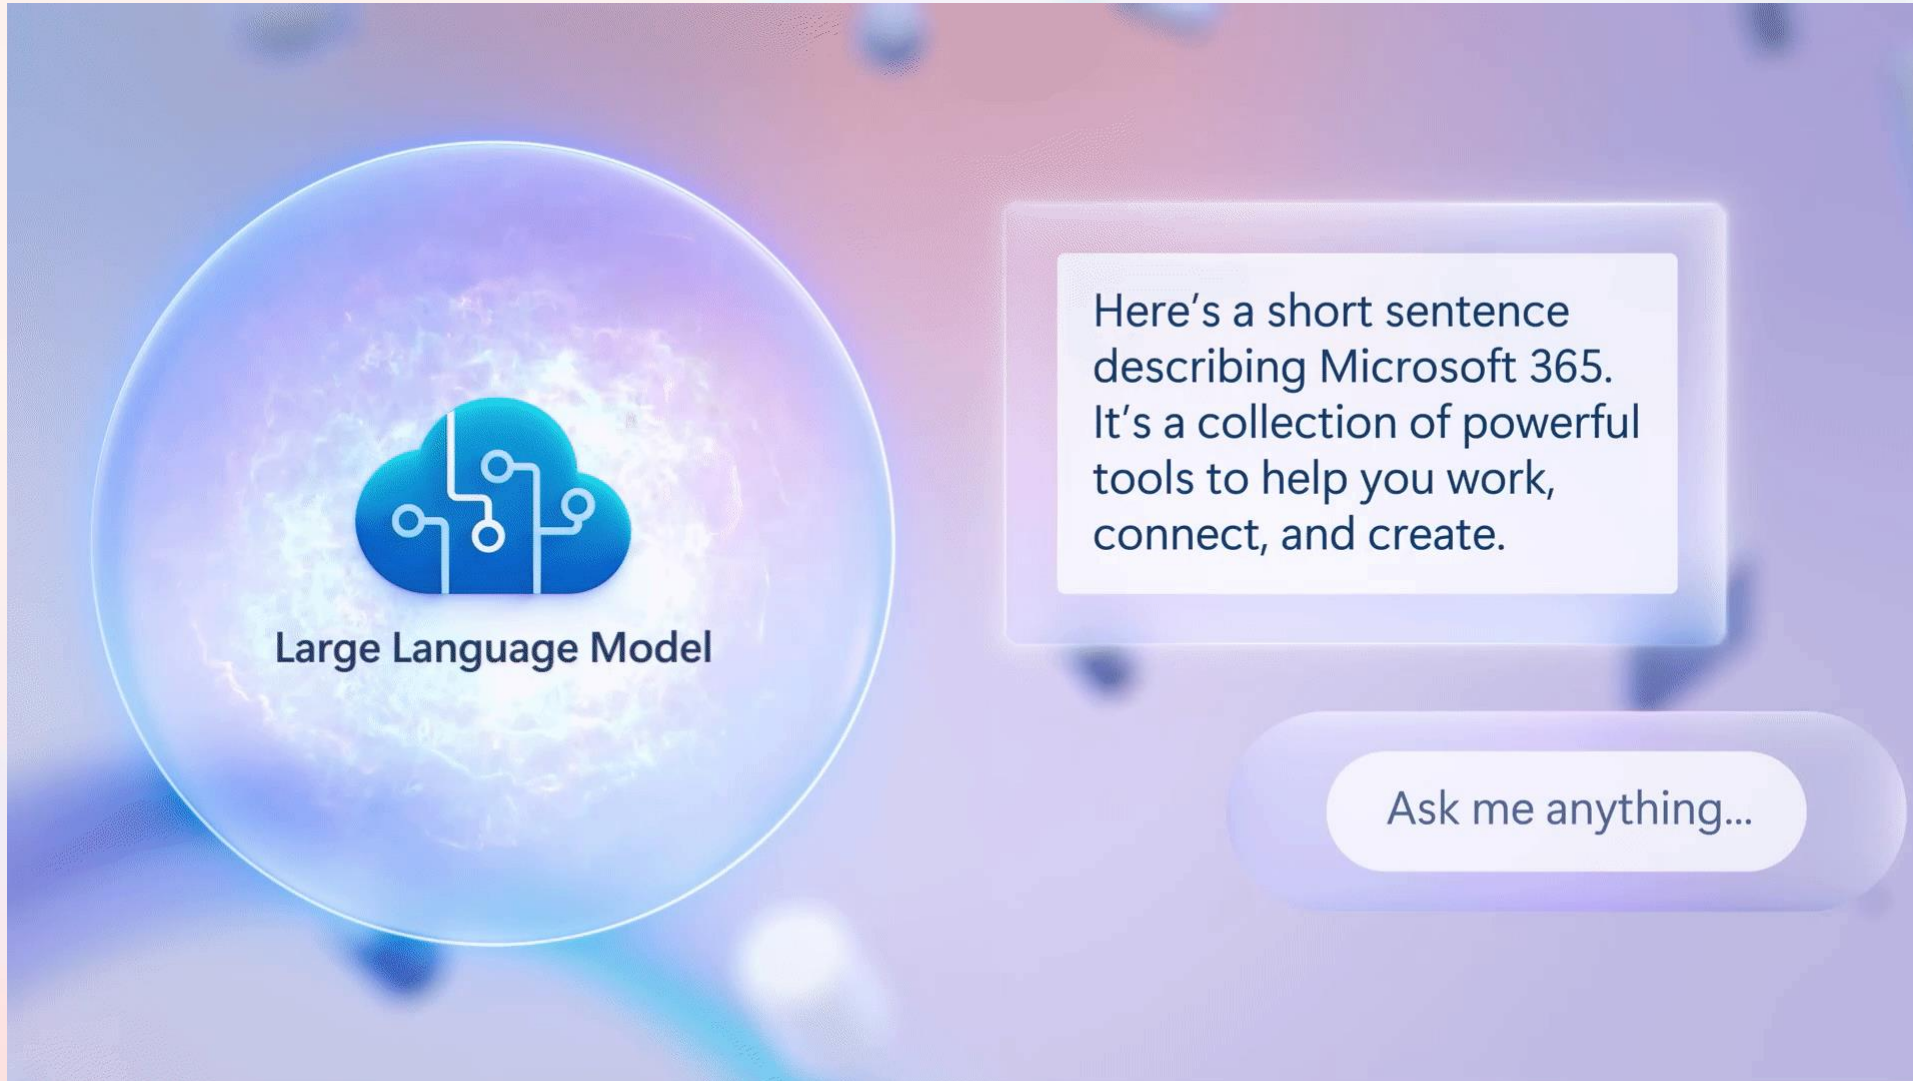 Large Language Model
Here’s a short sentence
describing Microsoft 365.
It’s a collection of powerful
tools to help you work,
connect, and create.
Ask me anything...